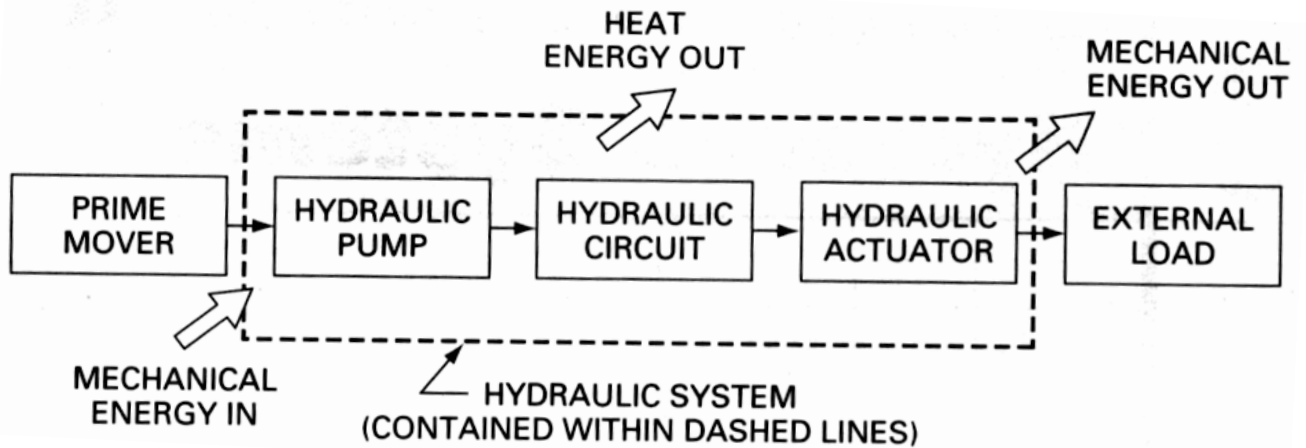 HEAT
ENERGY OUT
MECHANICAL
ENERGY OUT
PRIME
MOVER
HYDRAULIC
PUMP
HYDRAULIC
CIRCUIT
HYDRAULIC
ACTUATOR
EXTERNAL
LOAD
MECHANICAL
ENERGY IN
HYDRAULIC SYSTEM
(CONTAINED WITHIN DASHED LINES)